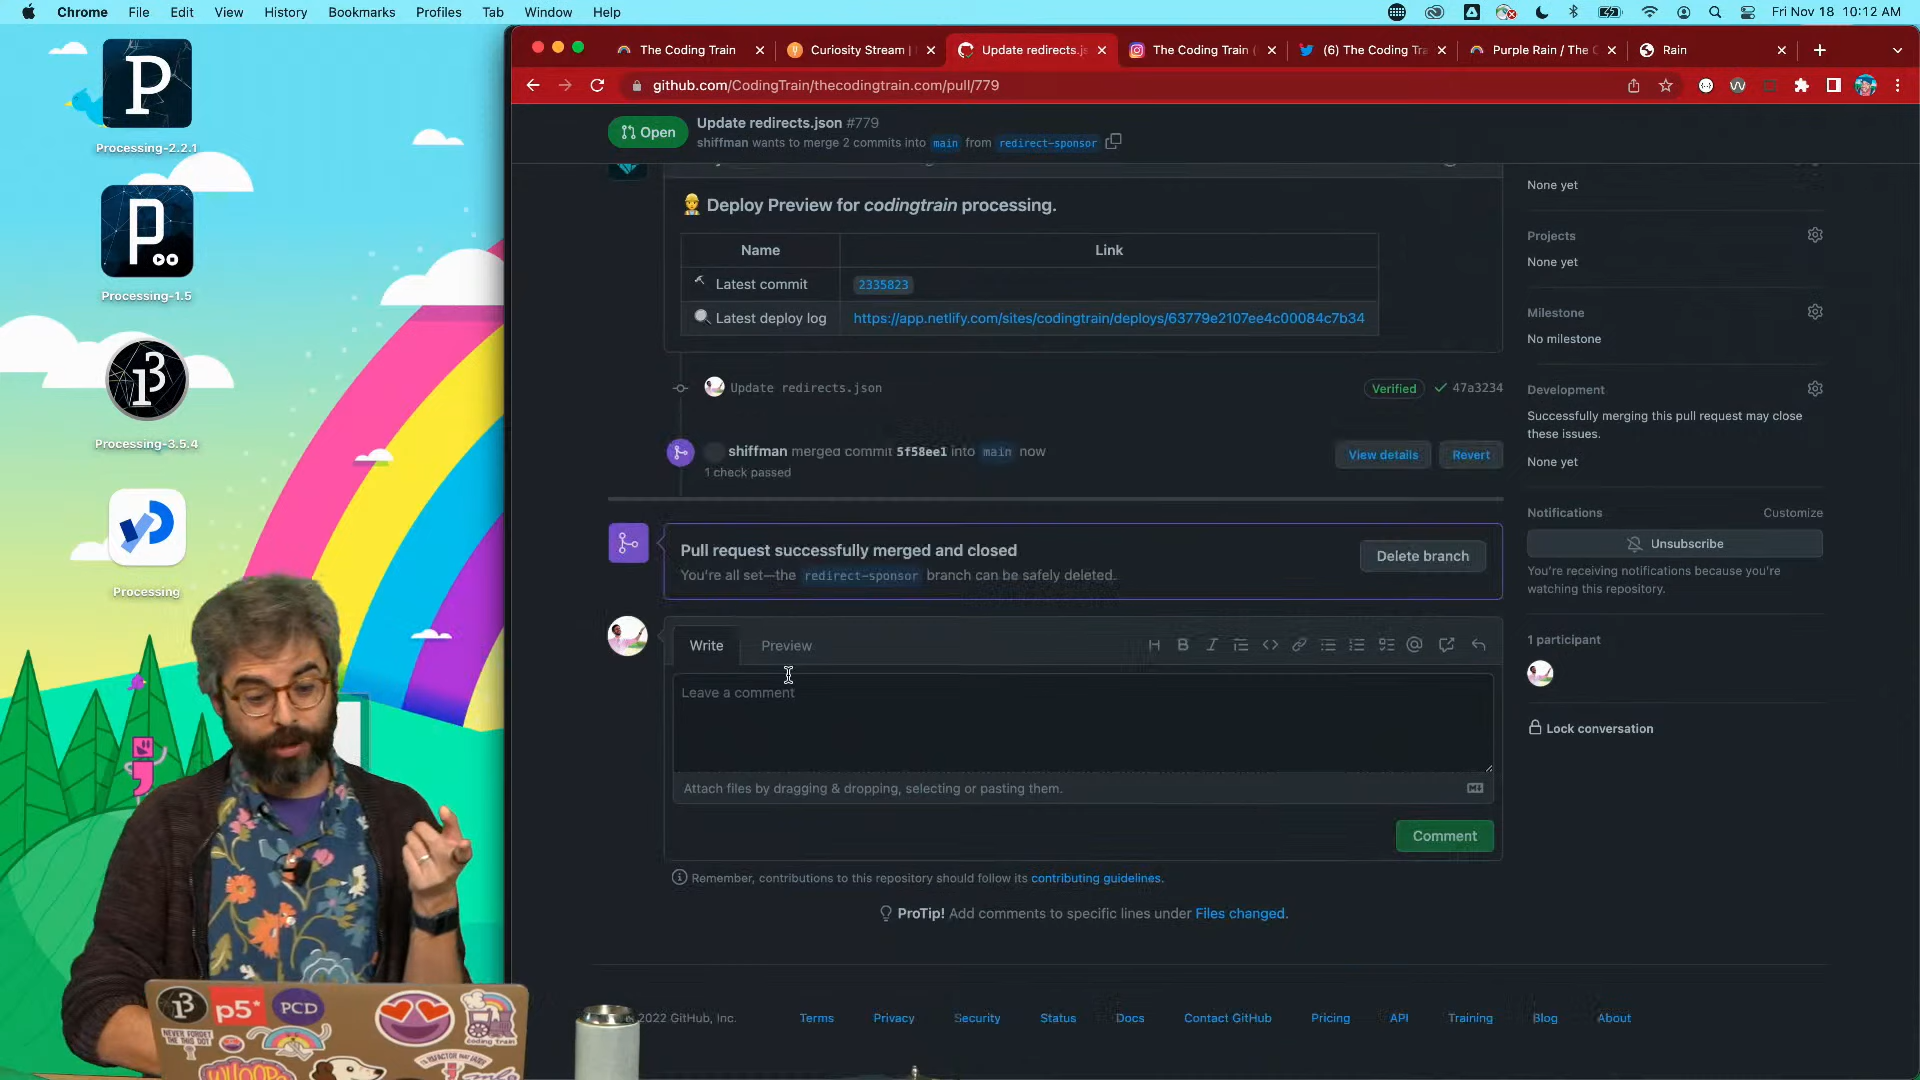 Chrome File Edit View History Bookmarks Profiles Tab Window Help Fri Nov 18 10:12 AM
The Coding Train Curiosity Stream | Update redirects.js The Coding Train ( (6) The Coding Tra Purple Rain / The C Rain
github.com/CodingTrain/thecodingtrain.com/pull/779
Processing-2.2.1
Processing-1.5
Processing-3.5.4
Processing
Open
Update redirects.json #779
shiffman wants to merge 2 commits into main from redirect-sponsor
Deploy Preview for codingtrain processing.
Name Link
Latest commit 2335823
Latest deploy log https://app.netlify.com/sites/codingtrain/deploys/63779e2107ee4c00084c7b34
Update redirects.json Verified 47a3234
shiffman merged commit 5f58ee1 into main now
1 check passed
View details Revert
Pull request successfully merged and closed
You're all set—the redirect-sponsor branch can be safely deleted.
Delete branch
Write Preview
Leave a comment
Attach files by dragging & dropping, selecting or pasting them.
Comment
Remember, contributions to this repository should follow its contributing guidelines.
ProTip! Add comments to specific lines under Files changed.
None yet
Projects
None yet
Milestone
No milestone
Development
Successfully merging this pull request may close
these issues.
None yet
Notifications Customize
Unsubscribe
You're receiving notifications because you're
watching this repository.
1 participant
Lock conversation
2022 GitHub, Inc. Terms Privacy Security Status Docs Contact GitHub Pricing API Training Blog About
p5*
PCD
NEVER FORGET
THE THIS DOT
coding train
WHOOPS